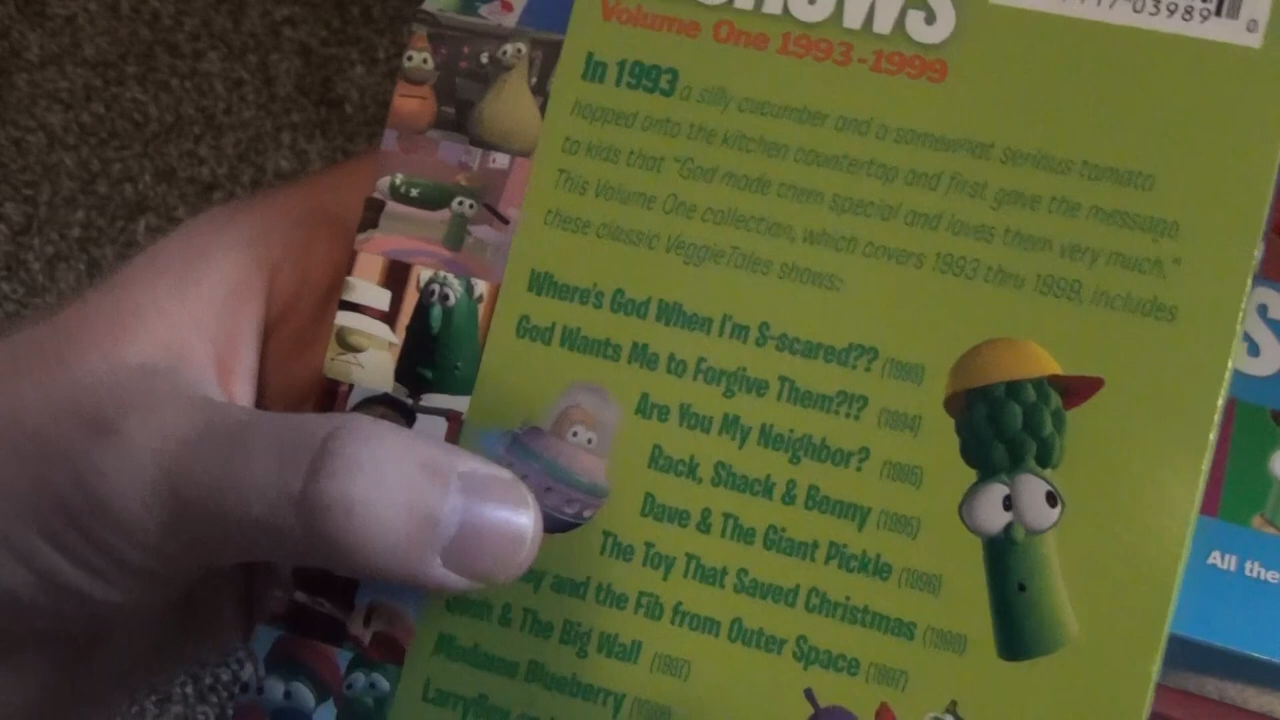 SHOWS
03989 0
Volume One 1993-1999
In 1993 a silly cucumber and a somewhat serious tomato
hopped onto the kitchen countertop and first gave the message
to kids that "God made them special and loves them very much."
This Volume One collection, which covers 1993 thru 1999, includes
these classic VeggieTales shows:
Where's God When I'm S-scared?? (1993)
God Wants Me to Forgive Them?!? (1994)
Are You My Neighbor? (1995)
Rack, Shack & Benny (1995)
Dave & The Giant Pickle (1996)
The Toy That Saved Christmas (1996)
and the Fib from Outer Space (1997)
& The Big Wall (1997)
Madame Blueberry (1998)
All the